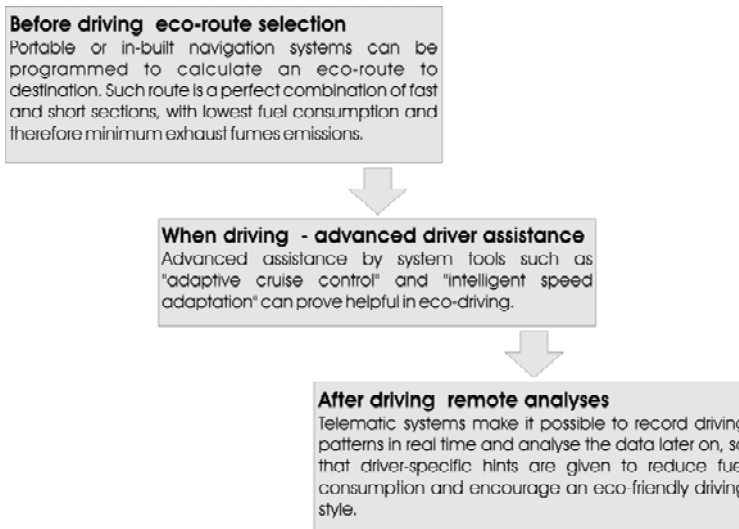 Before driving eco-route selection
Portable or in-built navigation systems can be
programmed to calculate an eco-route to
destination. Such route is a perfect combination of fast
and short sections, with lowest fuel consumption and
therefore minimum exhaust fumes emissions.
When driving - advanced driver assistance
Advanced assistance by system tools such as
"adaptive cruise control" and "intelligent speed
adaptation" can prove helpful in eco-driving.
After driving remote analyses
Telematic systems make it possible to record driving
patterns in real time and analyse the data later on, so
that driver-specific hints are given to reduce fuel
consumption and encourage an eco-friendly driving
style.